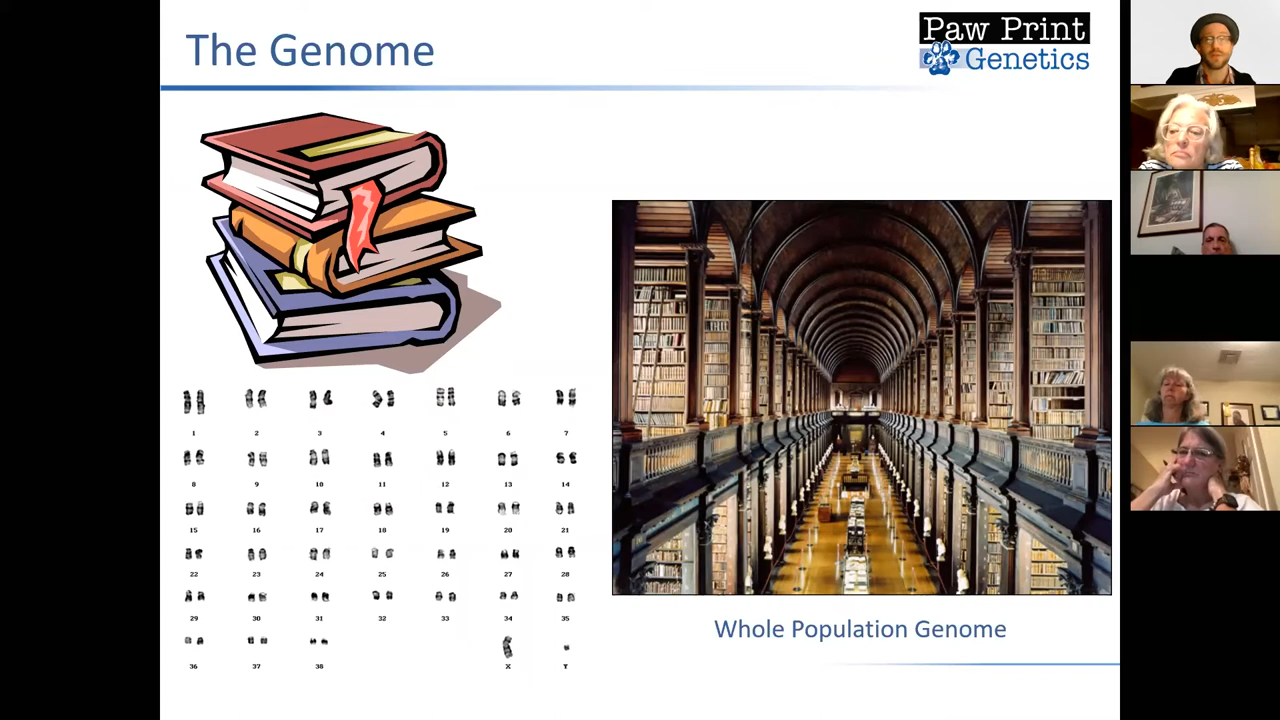 The Genome
Paw Print
Genetics
1 2 3 4 5 6 7
8 9 10 11 12 13 14
15 16 17 18 19 20 21
22 23 24 25 26 27 28
29 30 31 32 33 34 35
36 37 38 X Y
Whole Population Genome